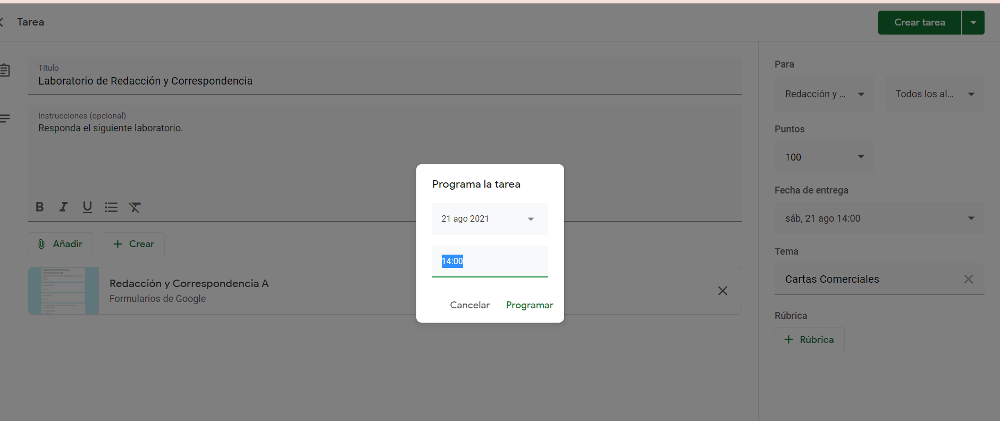 Tarea
Crear tarea
Título
Laboratorio de Redacción y Correspondencia
Instrucciones (opcional)
Responda el siguiente laboratorio.
B I U
Añadir
Crear
Redacción y Correspondencia A
Formularios de Google
Programa la tarea
21 ago 2021
14:00
Cancelar
Programar
Para
Redacción y ...
Todos los al...
Puntos
100
Fecha de entrega
sáb, 21 ago 14:00
Tema
Cartas Comerciales
Rúbrica
Rúbrica